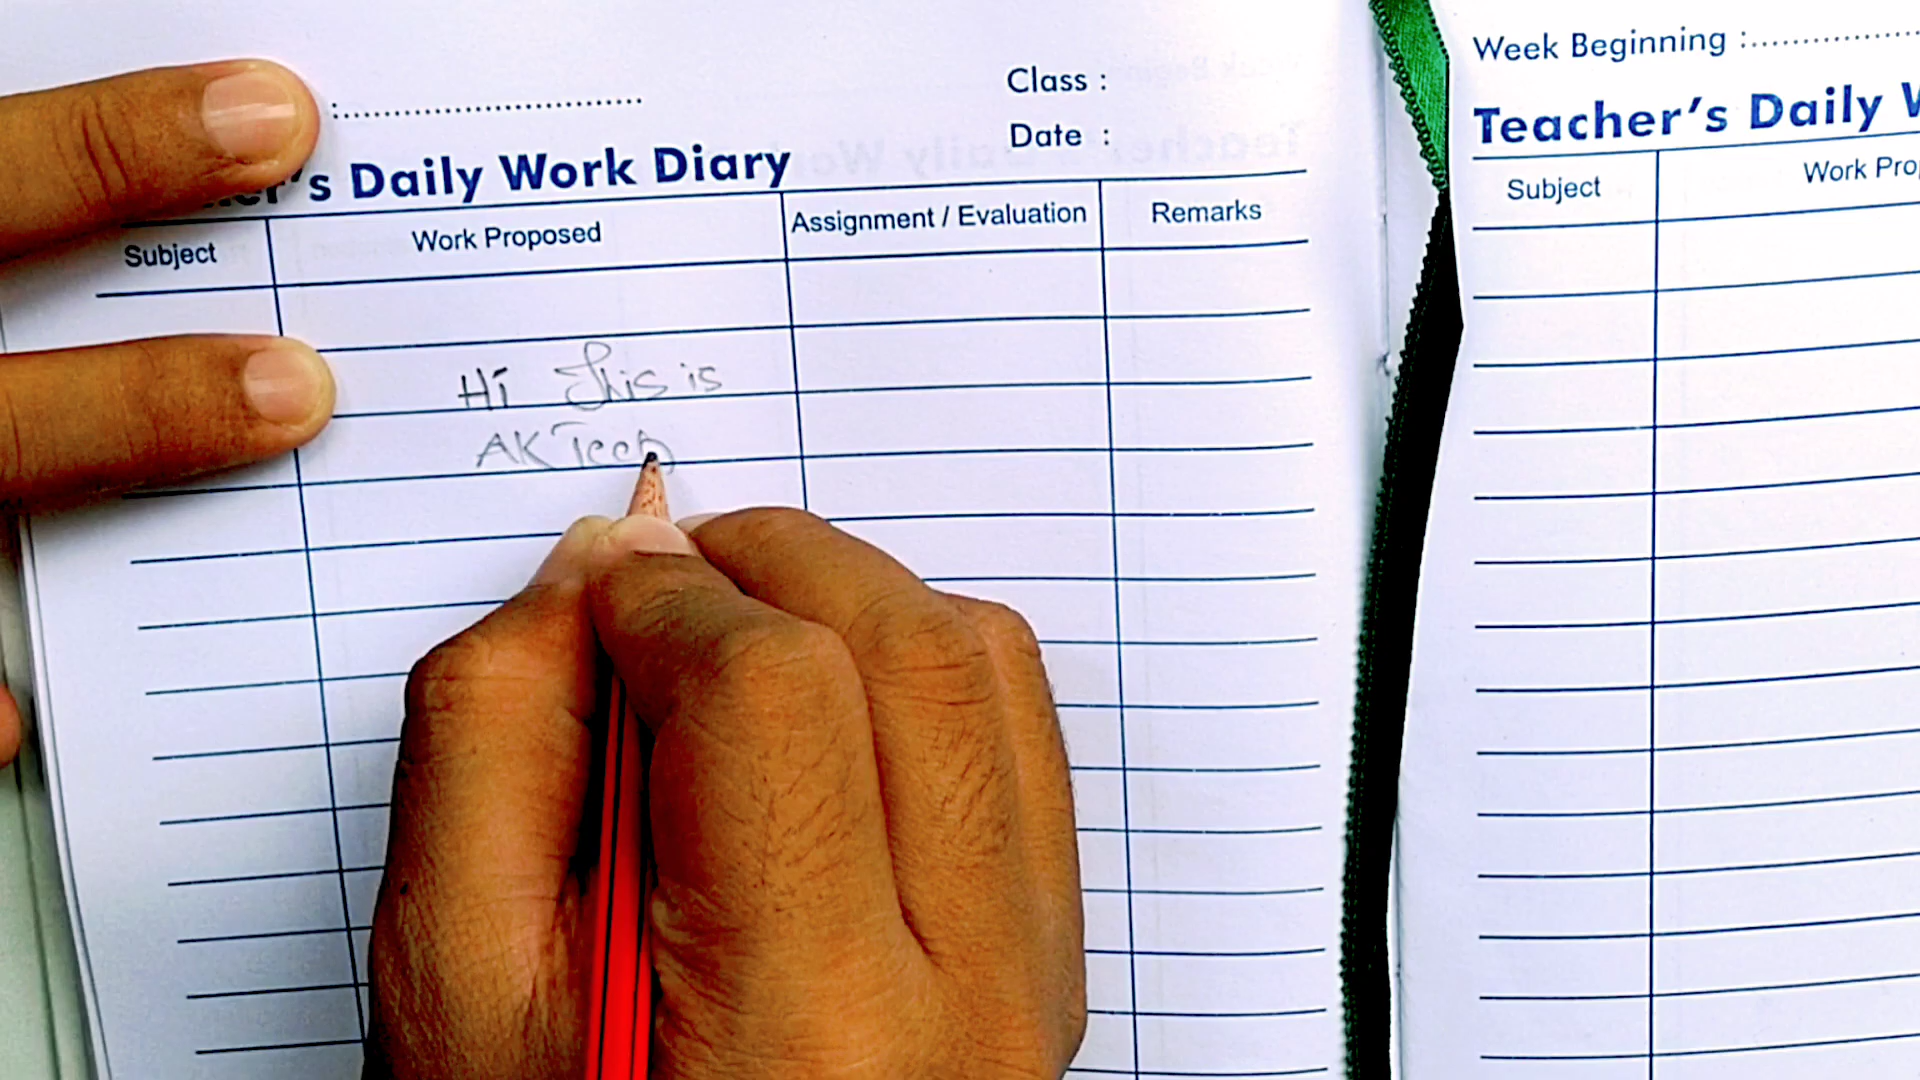 Week Beginning :
Class :
Date :
's Daily Work Diary
Subject
Work Proposed
Assignment / Evaluation
Remarks
Hi This is
AK Tech
Teacher's Daily W
Subject
Work Pro